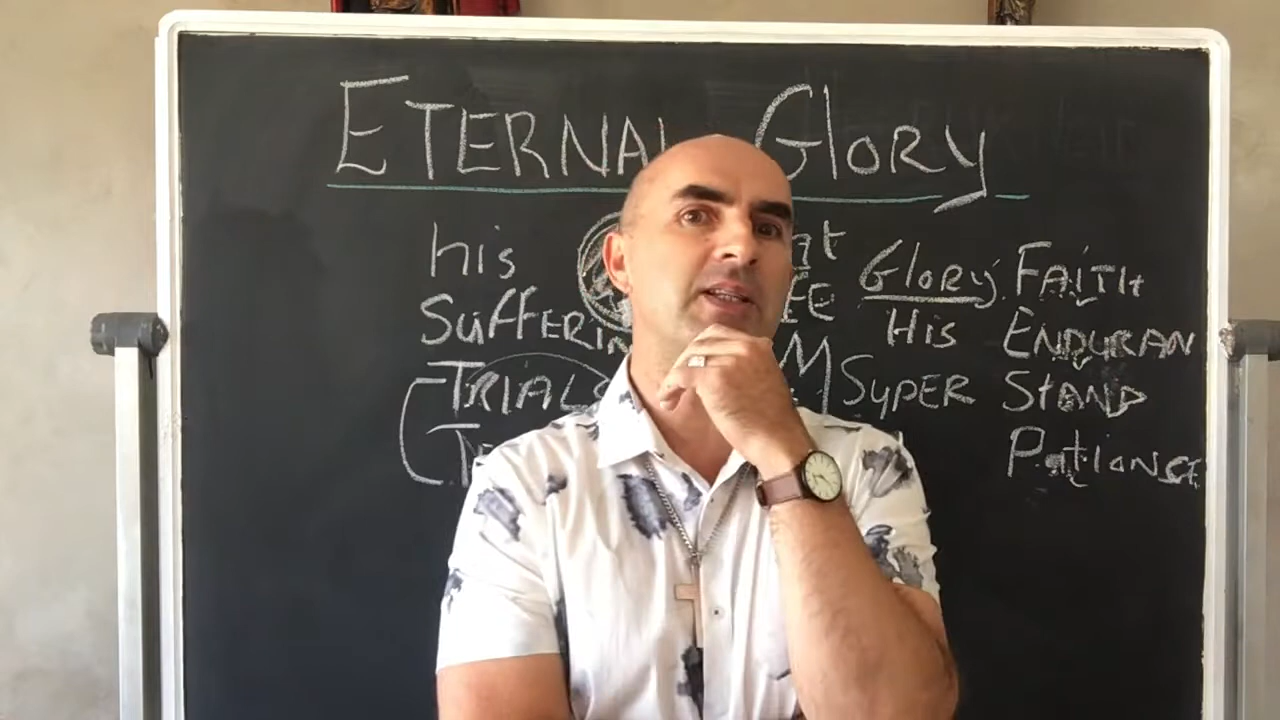 ETERNAL GLORY
his
GLORY FAITH
SUFFERIN
His ENDURAN
TRIALS
SUPER STAND
Patiance